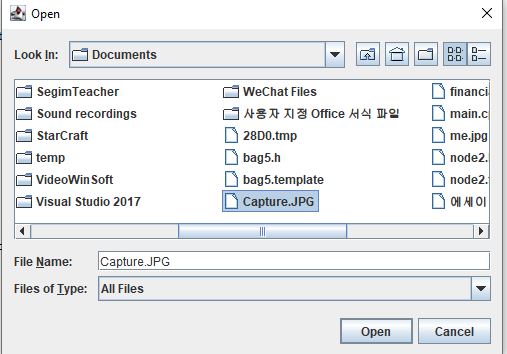 Open
Look In: Documents
SegimTeacher
Sound recordings
StarCraft
temp
VideoWinSoft
Visual Studio 2017
WeChat Files
사용자 지정 Office 서식 파일
28D0.tmp
bag5.h
bag5.template
Capture.JPG
financia
main.cp
me.jpg
node2.
node2.
에세이
File Name: Capture.JPG
Files of Type: All Files
Open Cancel